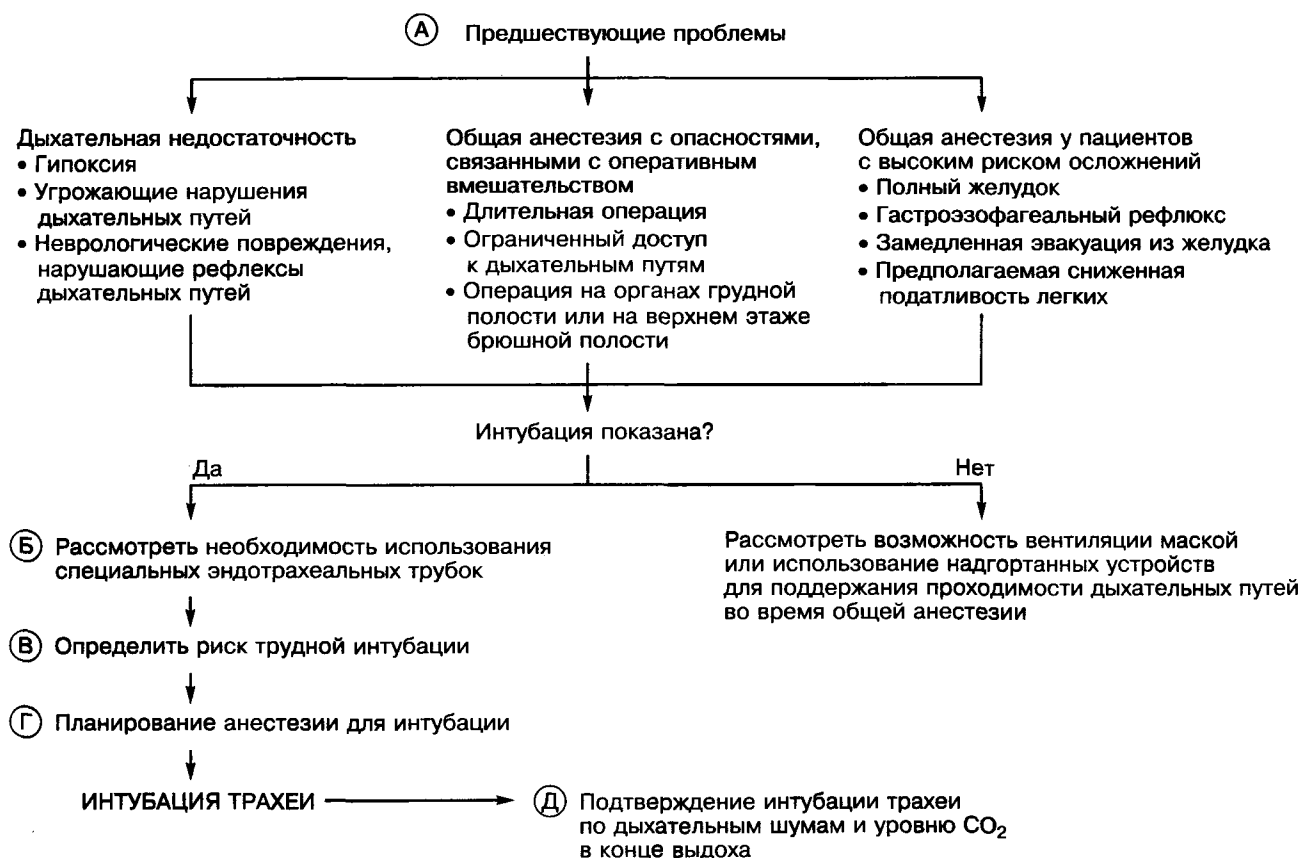 А Предшествующие проблемы
Дыхательная недостаточность
• Гипоксия
• Угрожающие нарушения
дыхательных путей
• Неврологические повреждения,
нарушающие рефлексы
дыхательных путей
Общая анестезия с опасностями,
связанными с оперативным
вмешательством
• Длительная операция
• Ограниченный доступ
к дыхательным путям
• Операция на органах грудной
полости или на верхнем этаже
брюшной полости
Общая анестезия у пациентов
с высоким риском осложнений
• Полный желудок
• Гастроэзофагеальный рефлюкс
• Замедленная эвакуация из желудка
• Предполагаемая сниженная
податливость легких
Интубация показана?
Да
Нет
Б Рассмотреть необходимость использования
специальных эндотрахеальных трубок
Рассмотреть возможность вентиляции маской
или использование надгортанных устройств
для поддержания проходимости дыхательных путей
во время общей анестезии
В Определить риск трудной интубации
Г Планирование анестезии для интубации
ИНТУБАЦИЯ ТРАХЕИ
Д Подтверждение интубации трахеи
по дыхательным шумам и уровню CO₂
в конце выдоха